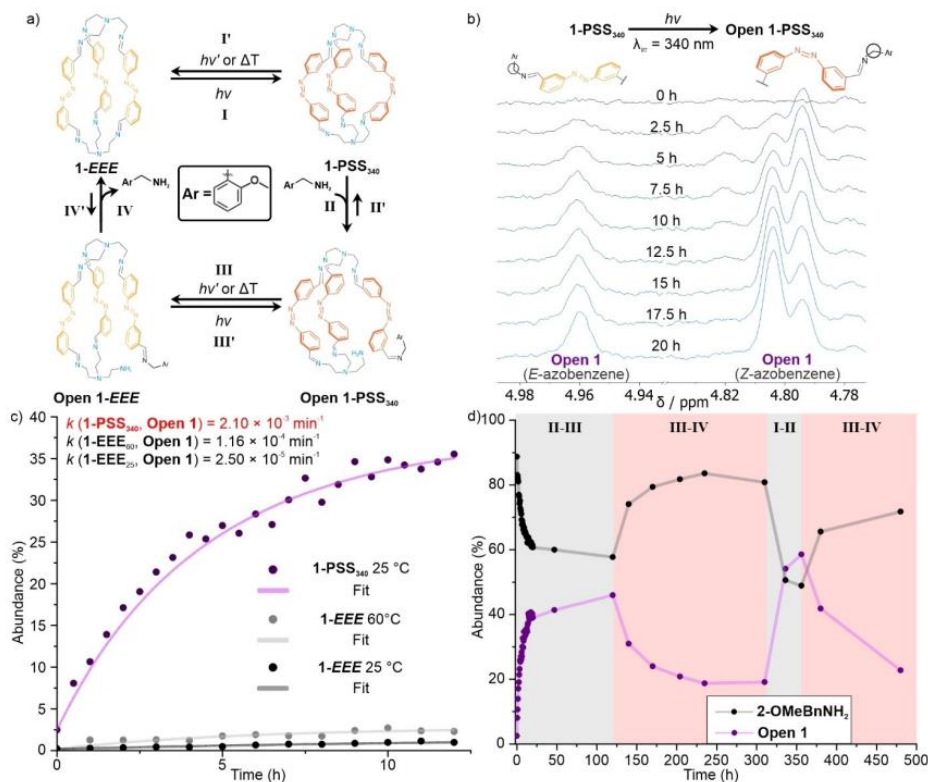 a)
I'
hν' or ΔT
hν
I
1-EEE
1-PSS₃₄₀
Ar NH₂
Ar =
O
Ar NH₂
IV'
IV
II
II'
III
hν' or ΔT
hν
III'
Open 1-EEE
Open 1-PSS₃₄₀
b)
1-PSS₃₄₀ hν Open 1-PSS₃₄₀
= 340 nm
0 h
2.5 h
5 h
7.5 h
10 h
12.5 h
15 h
17.5 h
20 h
Open 1
(E-azobenzene)
Open 1
(Z-azobenzene)
4.98 4.96 4.94 4.82 4.80 4.78
δ / ppm
c)
k (1-PSS₃₄₀, Open 1) = 2.10 × 10⁻³ min⁻¹
k (1-EEE₆₀, Open 1) = 1.16 × 10⁻⁴ min⁻¹
k (1-EEE₂₅, Open 1) = 2.50 × 10⁻⁵ min⁻¹
40
35
30
25
20
15
10
5
0
Abundance (%)
1-PSS₃₄₀ 25 °C
Fit
1-EEE 60°C
Fit
1-EEE 25 °C
Fit
0 5 10
Time (h)
d)
100
80
60
40
20
0
Abundance (%)
II-III
III-IV
I-II
III-IV
2-OMeBnNH₂
Open 1
0 50 100 150 200 250 300 350 400 450 500
Time (h)